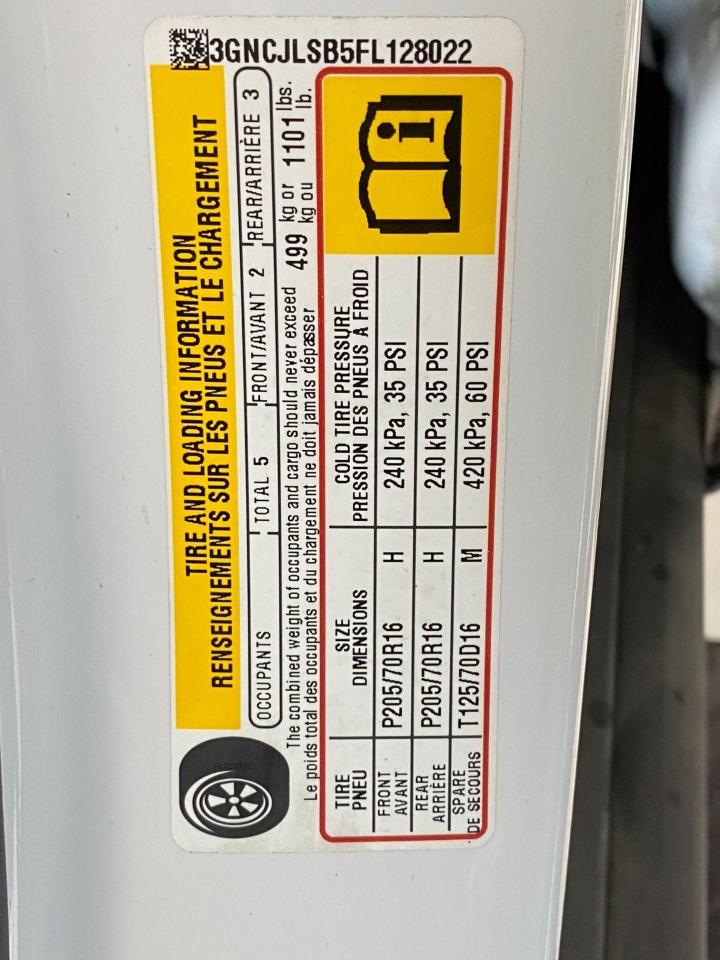 3GNCJLSB5FL128022
TIRE AND LOADING INFORMATION
RENSEIGNEMENTS SUR LES PNEUS ET LE CHARGEMENT
OCCUPANTS TOTAL 5 FRONT/AVANT 2 REAR/ARRIÈRE 3
The combined weight of occupants and cargo should never exceed 499 kg or 1101 lbs.
Le poids total des occupants et du chargement ne doit jamais dépasser kg ou lb.
TIRE SIZE COLD TIRE PRESSURE
PNEU DIMENSIONS PRESSION DES PNEUS À FROID
FRONT
AVANT P205/70R16 H 240 kPa, 35 PSI
REAR
ARRIÈRE P205/70R16 H 240 kPa, 35 PSI
SPARE
DE SECOURS T125/70D16 M 420 kPa, 60 PSI